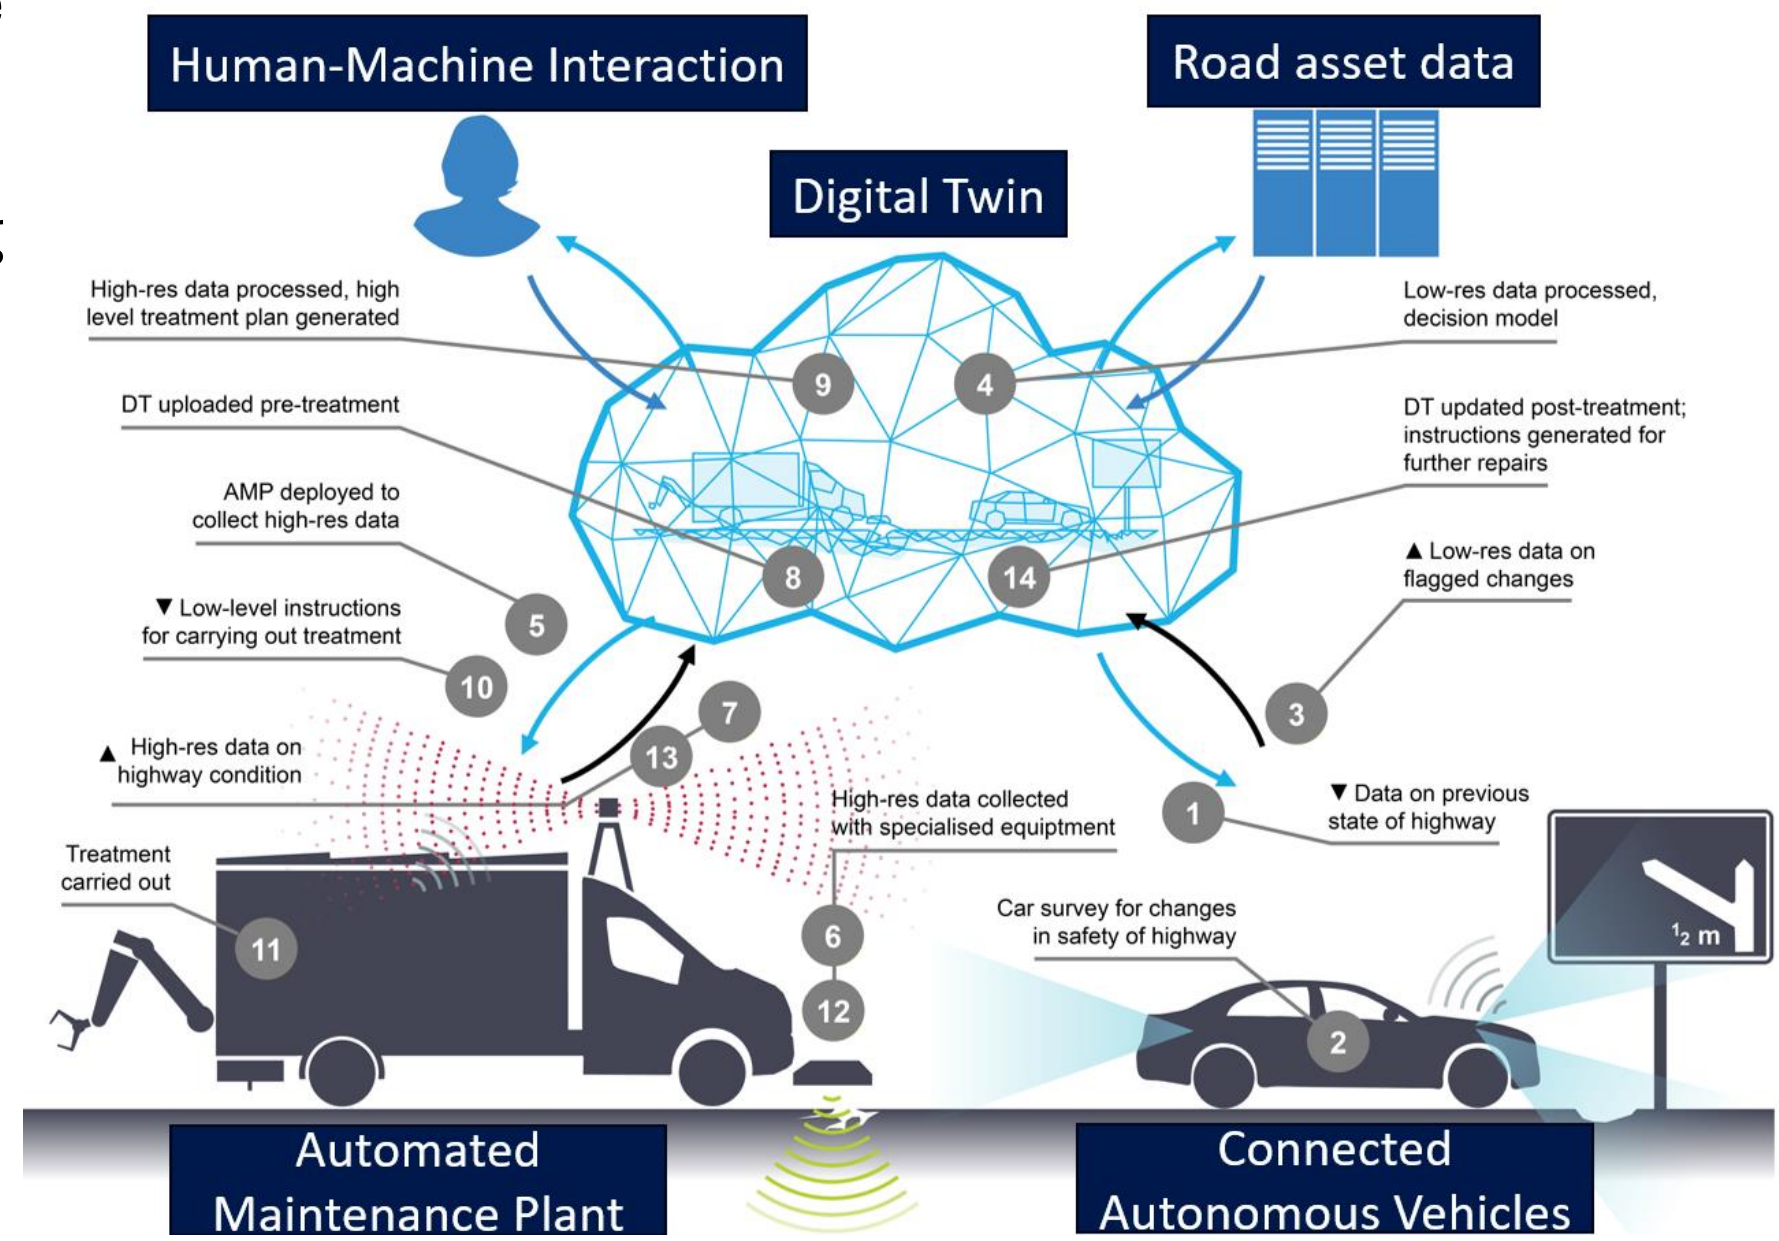 Human-Machine Interaction
Road asset data
Digital Twin
High-res data processed, high
level treatment plan generated
9
4
Low-res data processed,
decision model
DT uploaded pre-treatment
DT updated post-treatment;
instructions generated for
further repairs
AMP deployed to
collect high-res data
▲ Low-res data on
flagged changes
8
14
▼ Low-level instructions
for carrying out treatment
5
10
7
3
13
▲ High-res data on
highway condition
High-res data collected
with specialised equiptment
1
▼ Data on previous
state of highway
Treatment
carried out
Car survey for changes
in safety of highway
11
6
12
2
½ m
Automated
Maintenance Plant
Connected
Autonomous Vehicles